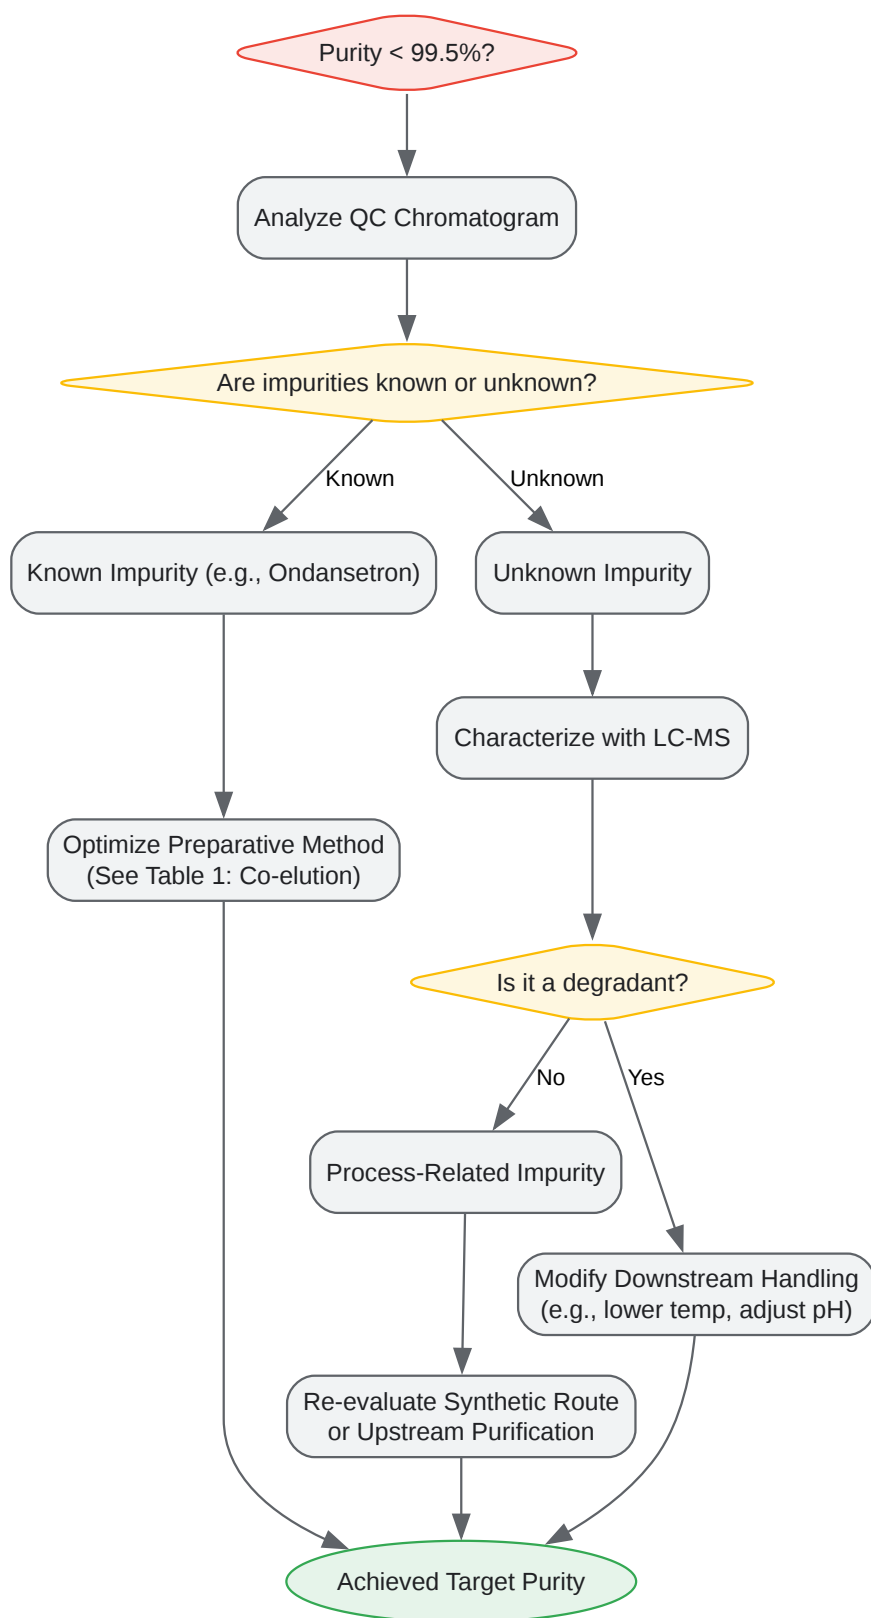 Purity < 99.5%?
Analyze QC Chromatogram
Are impurities known or unknown?
Known
Unknown
Known Impurity (e.g., Ondansetron)
Unknown Impurity
Characterize with LC-MS
Optimize Preparative Method
(See Table 1: Co-elution)
Is it a degradant?
No
Yes
Process-Related Impurity
Modify Downstream Handling
(e.g., lower temp, adjust pH)
Re-evaluate Synthetic Route
or Upstream Purification
Achieved Target Purity